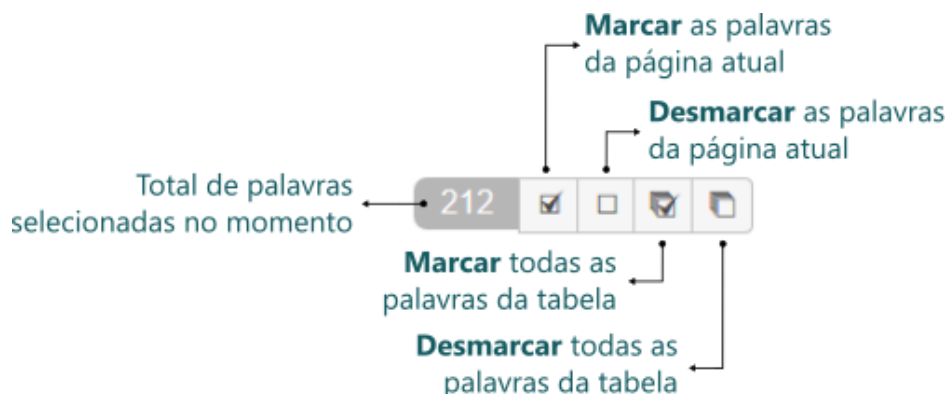 Marcar as palavras
da página atual
Desmarcar as palavras
da página atual
Total de palavras
selecionadas no momento
212
Marcar todas as
palavras da tabela
Desmarcar todas as
palavras da tabela